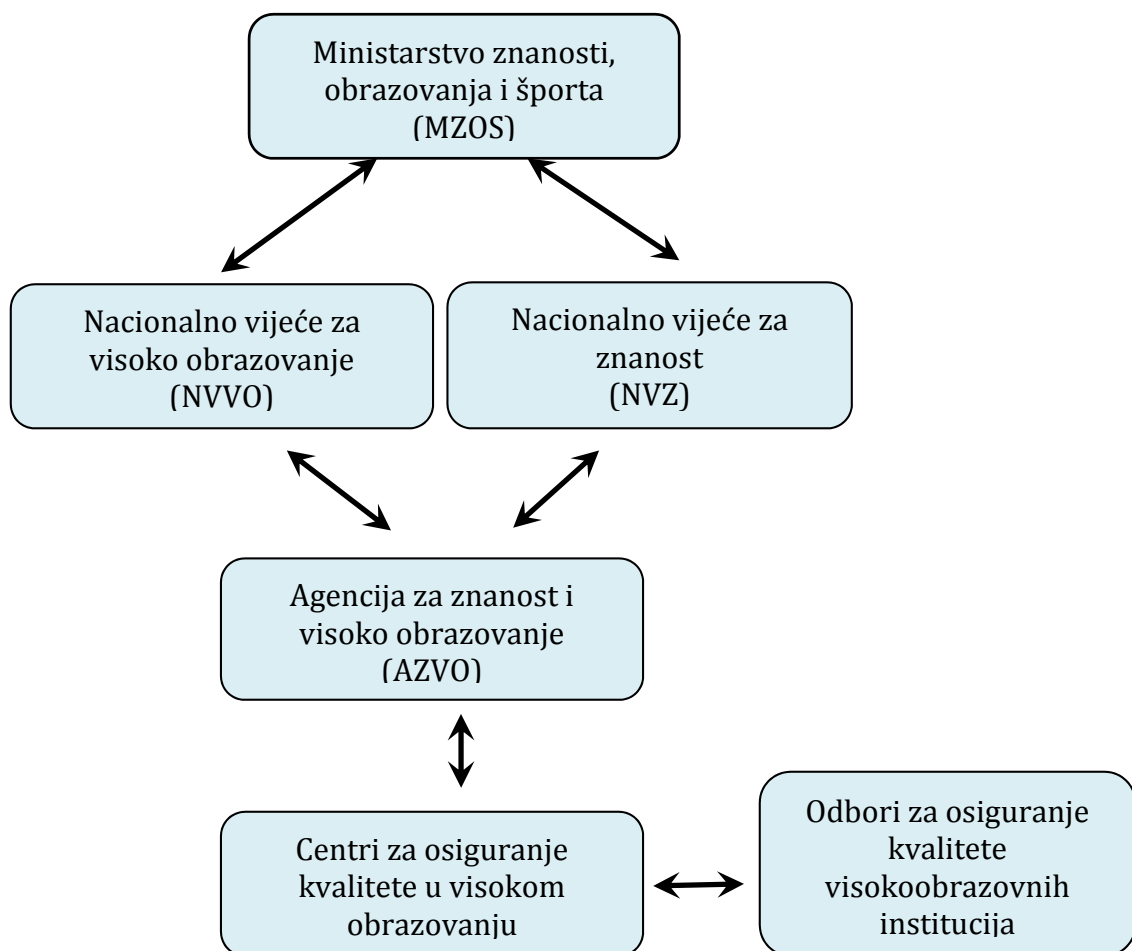 Ministarstvo znanosti,
obrazovanja i športa
(MZOS)
Nacionalno vijeće za
visoko obrazovanje
(NVVO)
Nacionalno vijeće za
znanost
(NVZ)
Agencija za znanost i
visoko obrazovanje
(AZVO)
Centri za osiguranje
kvalitete u visokom
obrazovanju
Odbori za osiguranje
kvalitete
visokoobrazovnih
institucija